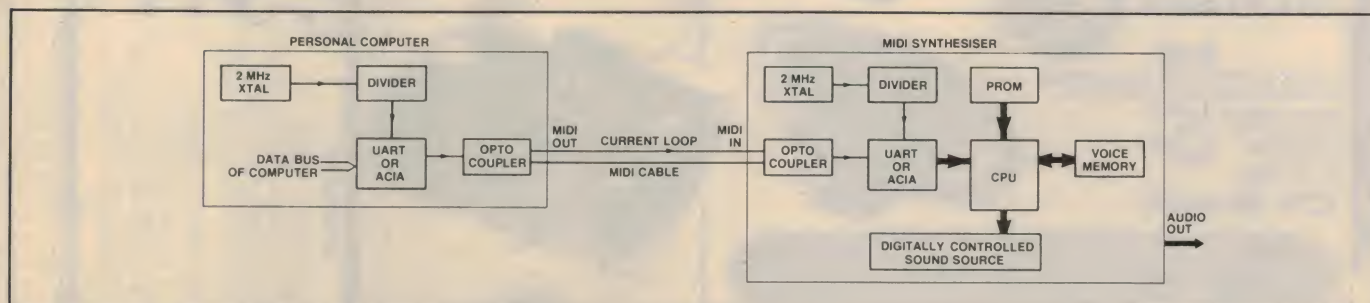 PERSONAL COMPUTER
2 MHz
XTAL
DIVIDER
DATA BUS
OF COMPUTER
UART
OR
ACIA
OPTO
COUPLER
MIDI
OUT
CURRENT LOOP
MIDI CABLE
MIDI
IN
MIDI SYNTHESISER
2 MHz
XTAL
DIVIDER
PROM
OPTO
COUPLER
UART
OR
ACIA
CPU
VOICE
MEMORY
DIGITALLY CONTROLLED
SOUND SOURCE
AUDIO
OUT